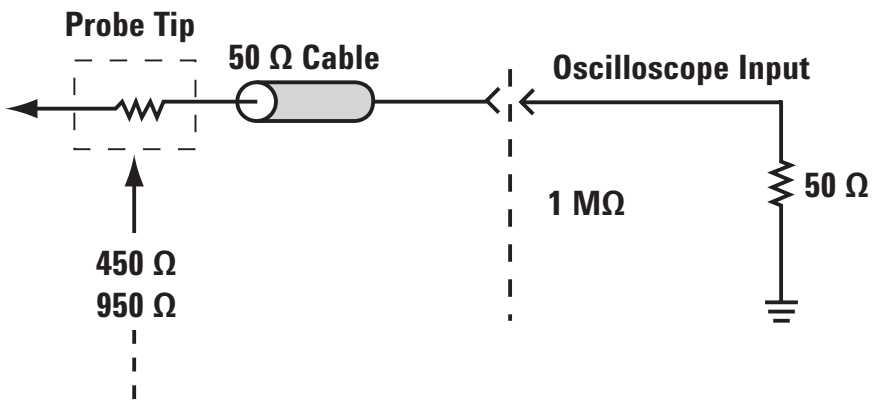 Probe Tip
50 Ω Cable
Oscilloscope Input
1 MΩ
50 Ω
450 Ω
950 Ω